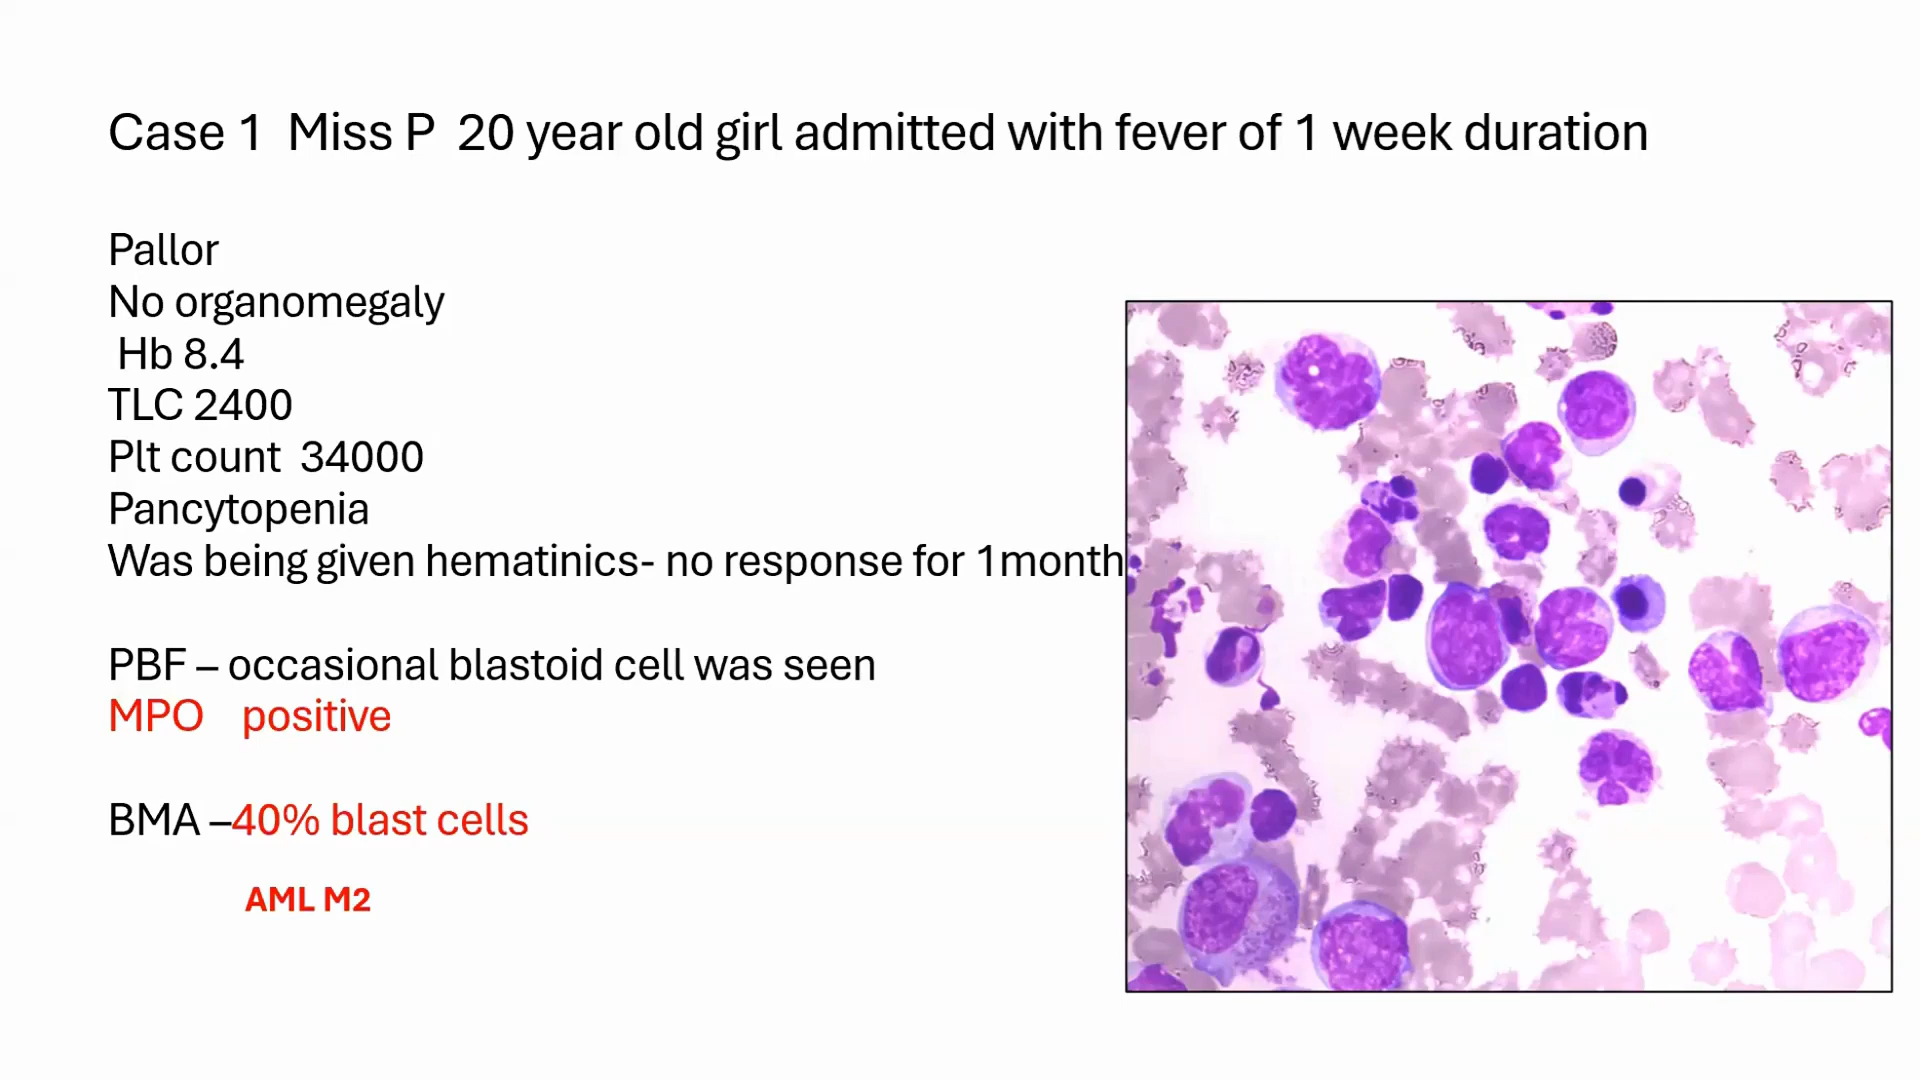 Case 1 Miss P 20 year old girl admitted with fever of 1 week duration
Pallor
No organomegaly
Hb 8.4
TLC 2400
Plt count 34000
Pancytopenia
Was being given hematinics- no response for 1month
PBF – occasional blastoid cell was seen
MPO positive
BMA –40% blast cells
AML M2